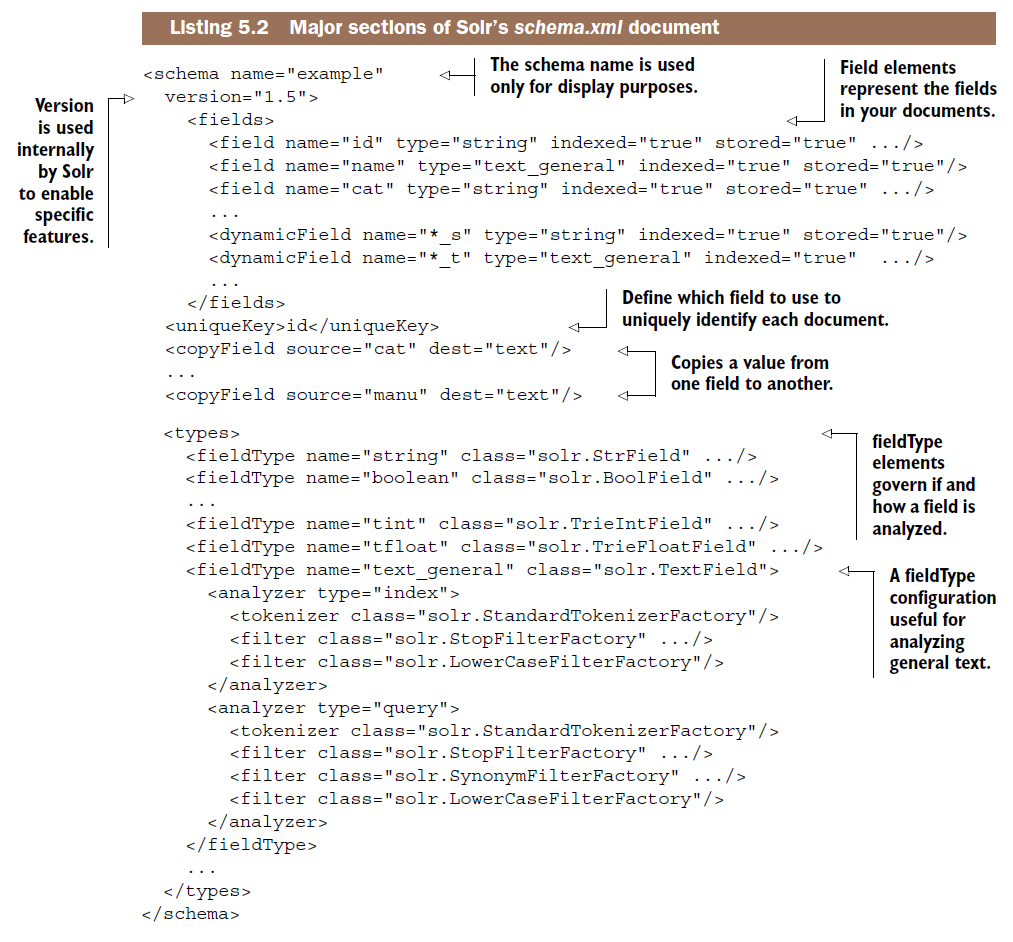 Listing 5.2 Major sections of Solr's schema.xml document
<schema name="example"
The schema name is used
only for display purposes.
version="1.5">
Version
is used
internally
by Solr
to enable
specific
features.
<fields>
Field elements
represent the fields
in your documents.
<field name="id" type="string" indexed="true" stored="true" .../>
<field name="name" type="text_general" indexed="true" stored="true"/>
<field name="cat" type="string" indexed="true" stored="true" .../>
...
<dynamicField name="*_s" type="string" indexed="true" stored="true"/>
<dynamicField name="*_t" type="text_general" indexed="true" .../>
...
</fields>
<uniqueKey>id</uniqueKey>
Define which field to use to
uniquely identify each document.
<copyField source="cat" dest="text"/>
...
<copyField source="manu" dest="text"/>
Copies a value from
one field to another.
<types>
fieldType
elements
govern if and
how a field is
analyzed.
<fieldType name="string" class="solr.StrField" .../>
<fieldType name="boolean" class="solr.BoolField" .../>
...
<fieldType name="tint" class="solr.TrieIntField" .../>
<fieldType name="tfloat" class="solr.TrieFloatField" .../>
<fieldType name="text_general" class="solr.TextField">
A fieldType
configuration
useful for
analyzing
general text.
<analyzer type="index">
<tokenizer class="solr.StandardTokenizerFactory"/>
<filter class="solr.StopFilterFactory" .../>
<filter class="solr.LowerCaseFilterFactory"/>
</analyzer>
<analyzer type="query">
<tokenizer class="solr.StandardTokenizerFactory"/>
<filter class="solr.StopFilterFactory" .../>
<filter class="solr.SynonymFilterFactory" .../>
<filter class="solr.LowerCaseFilterFactory"/>
</analyzer>
</fieldType>
...
</types>
</schema>